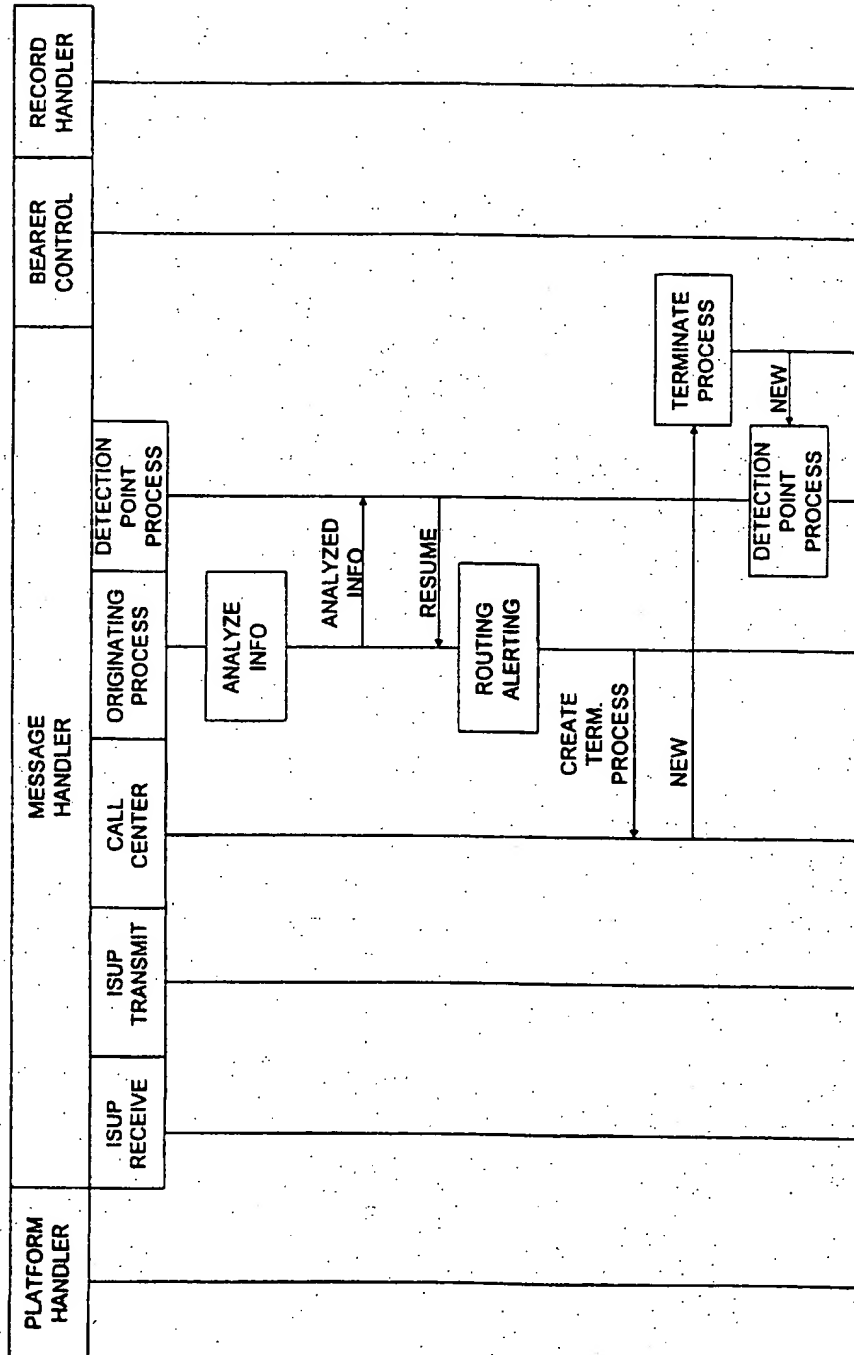 PLATFORM
HANDLER
MESSAGE
HANDLER
BEARER
CONTROL
RECORD
HANDLER
ISUP
RECEIVE
ISUP
TRANSMIT
CALL
CENTER
ORIGINATING
PROCESS
DETECTION
POINT
PROCESS
ANALYZE
INFO
ANALYZED
INFO
RESUME
ROUTING
ALERTING
CREATE
TERM.
PROCESS
NEW
TERMINATE
PROCESS
NEW
DETECTION
POINT
PROCESS